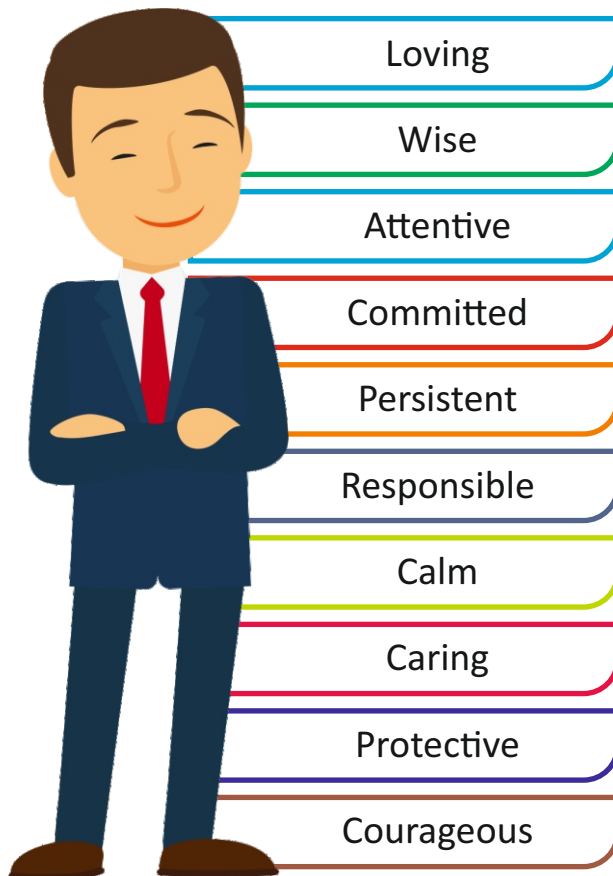 Loving
Wise
Attentive
Committed
Persistent
Responsible
Calm
Caring
Protective
Courageous